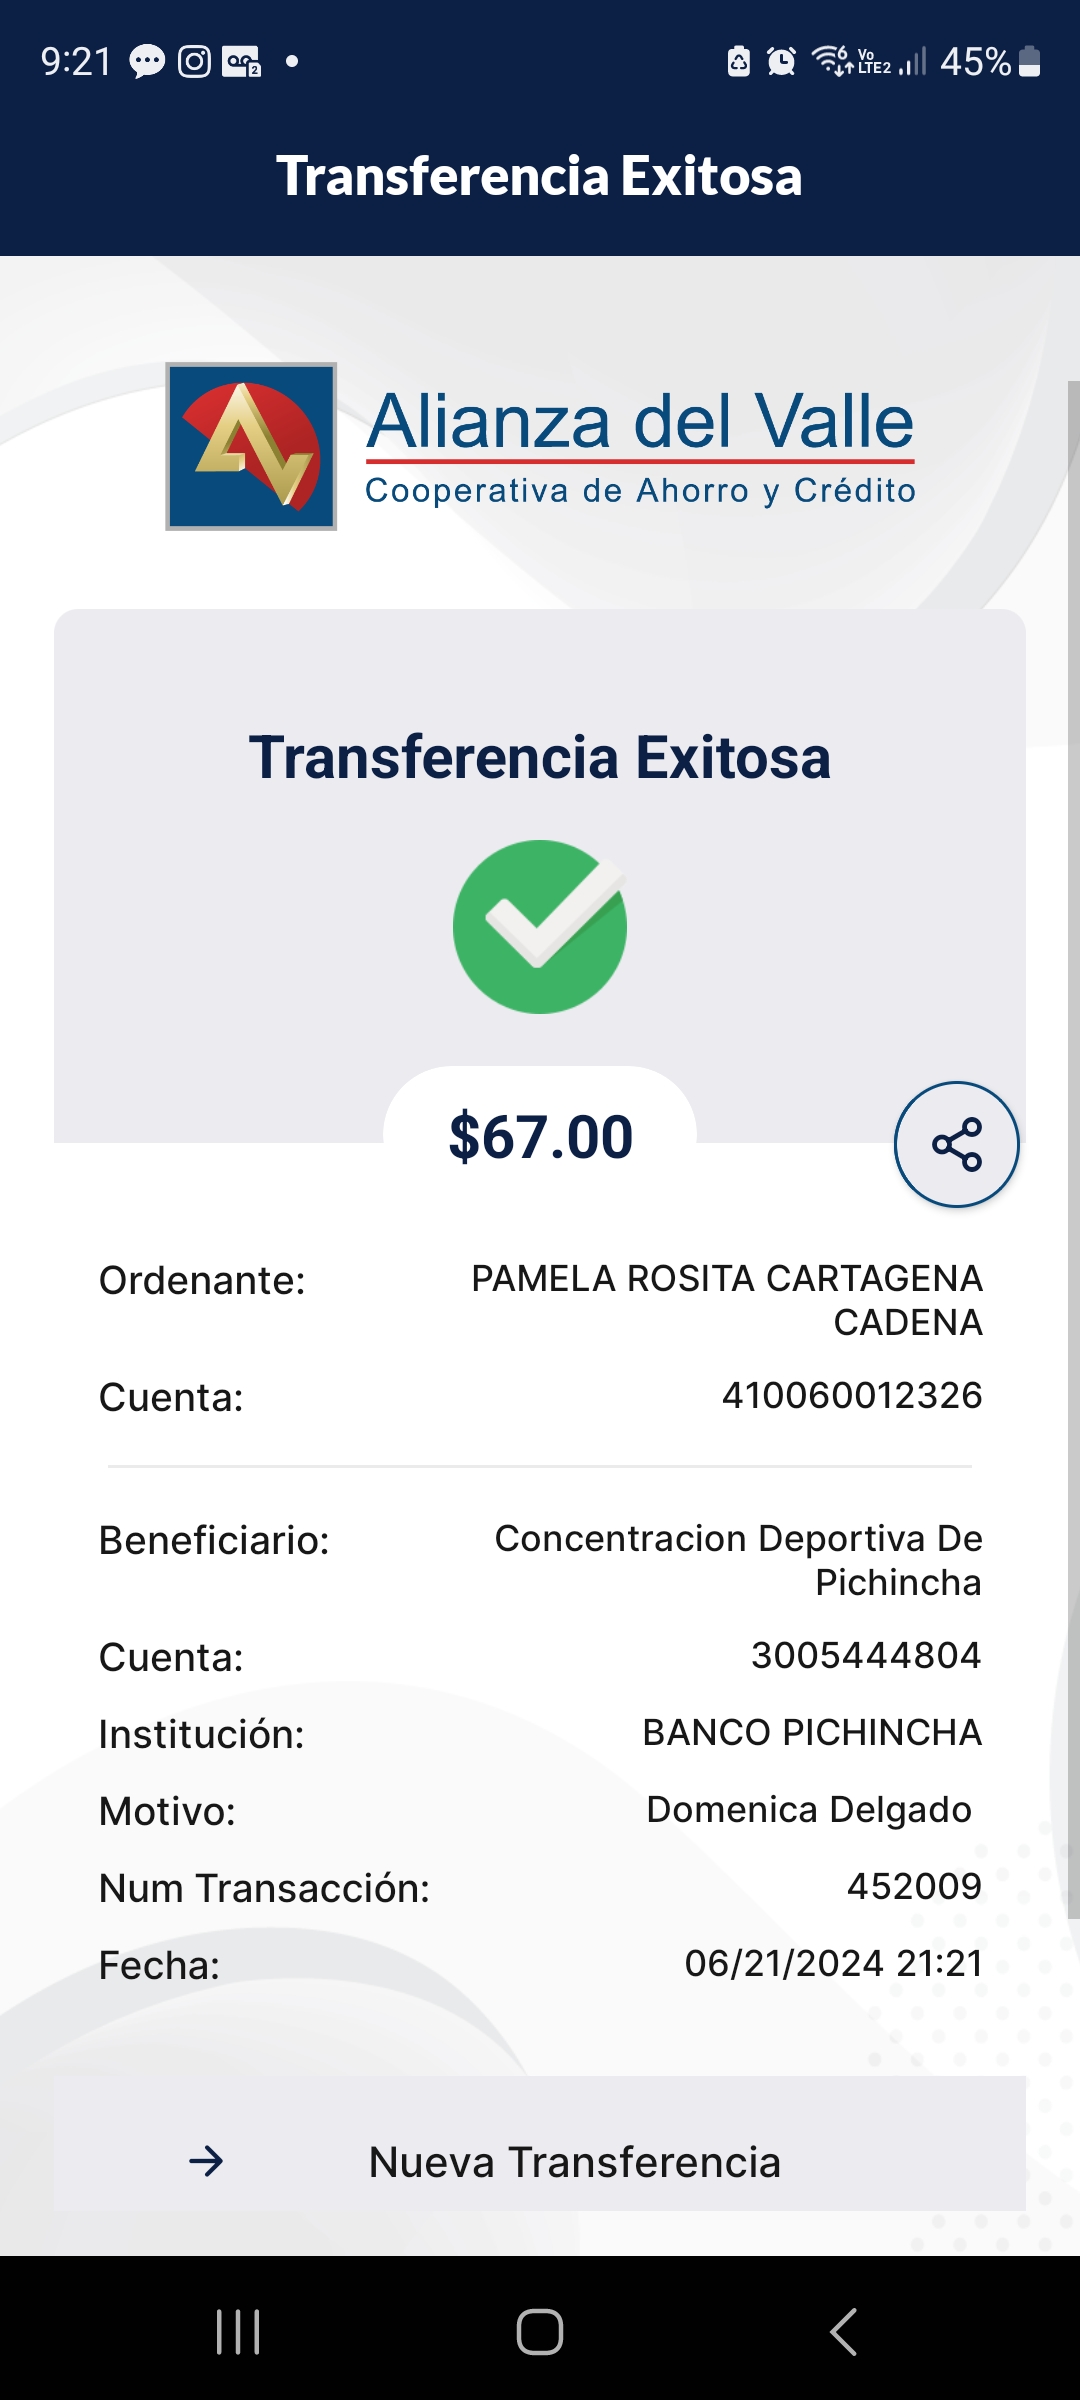 9:21
Vo
LTE2
45%
Transferencia Exitosa
Alianza del Valle
Cooperativa de Ahorro y Crédito
Transferencia Exitosa
$67.00
Ordenante: PAMELA ROSITA CARTAGENA
CADENA
Cuenta: 410060012326
Beneficiario: Concentracion Deportiva De
Pichincha
Cuenta: 3005444804
Institución: BANCO PICHINCHA
Motivo: Domenica Delgado
Num Transacción: 452009
Fecha: 06/21/2024 21:21
Nueva Transferencia